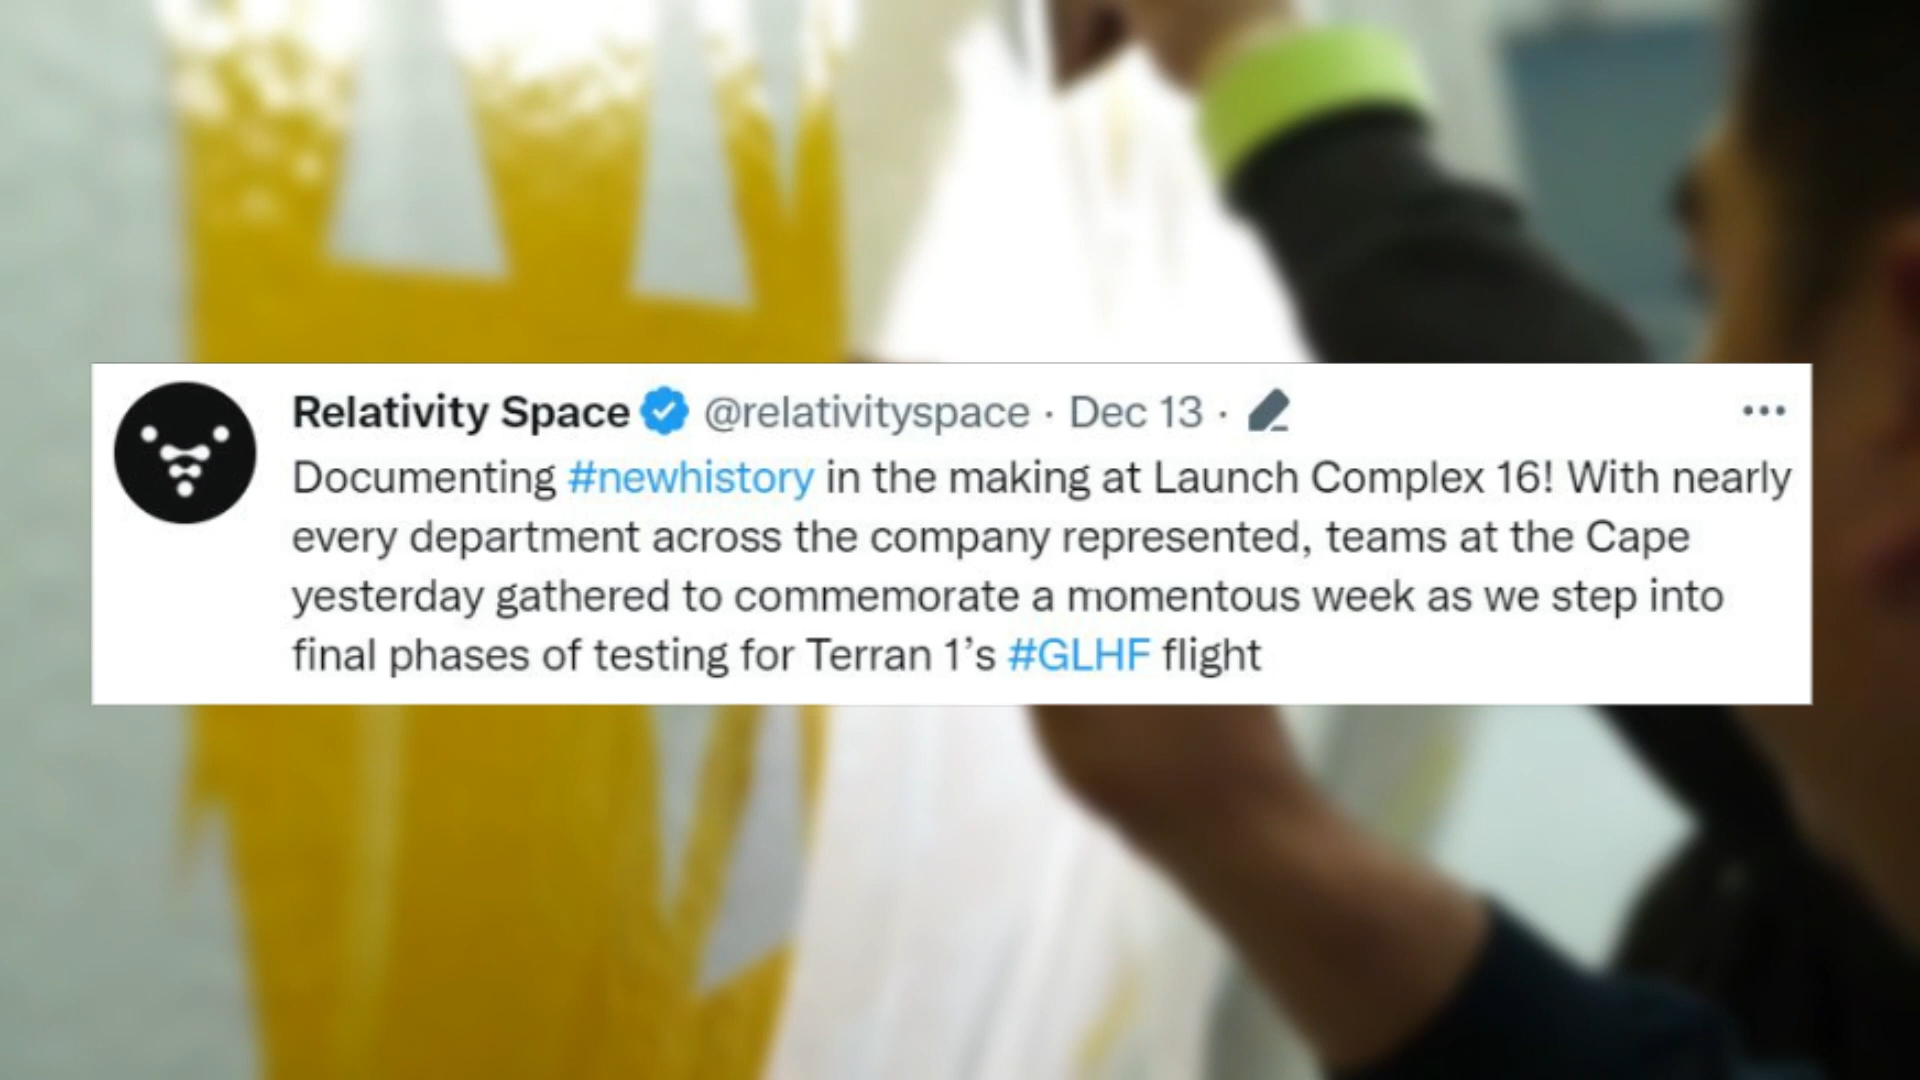 Relativity Space @relativityspace · Dec 13 ·
Documenting #newhistory in the making at Launch Complex 16! With nearly
every department across the company represented, teams at the Cape
yesterday gathered to commemorate a momentous week as we step into
final phases of testing for Terran 1’s #GLHF flight